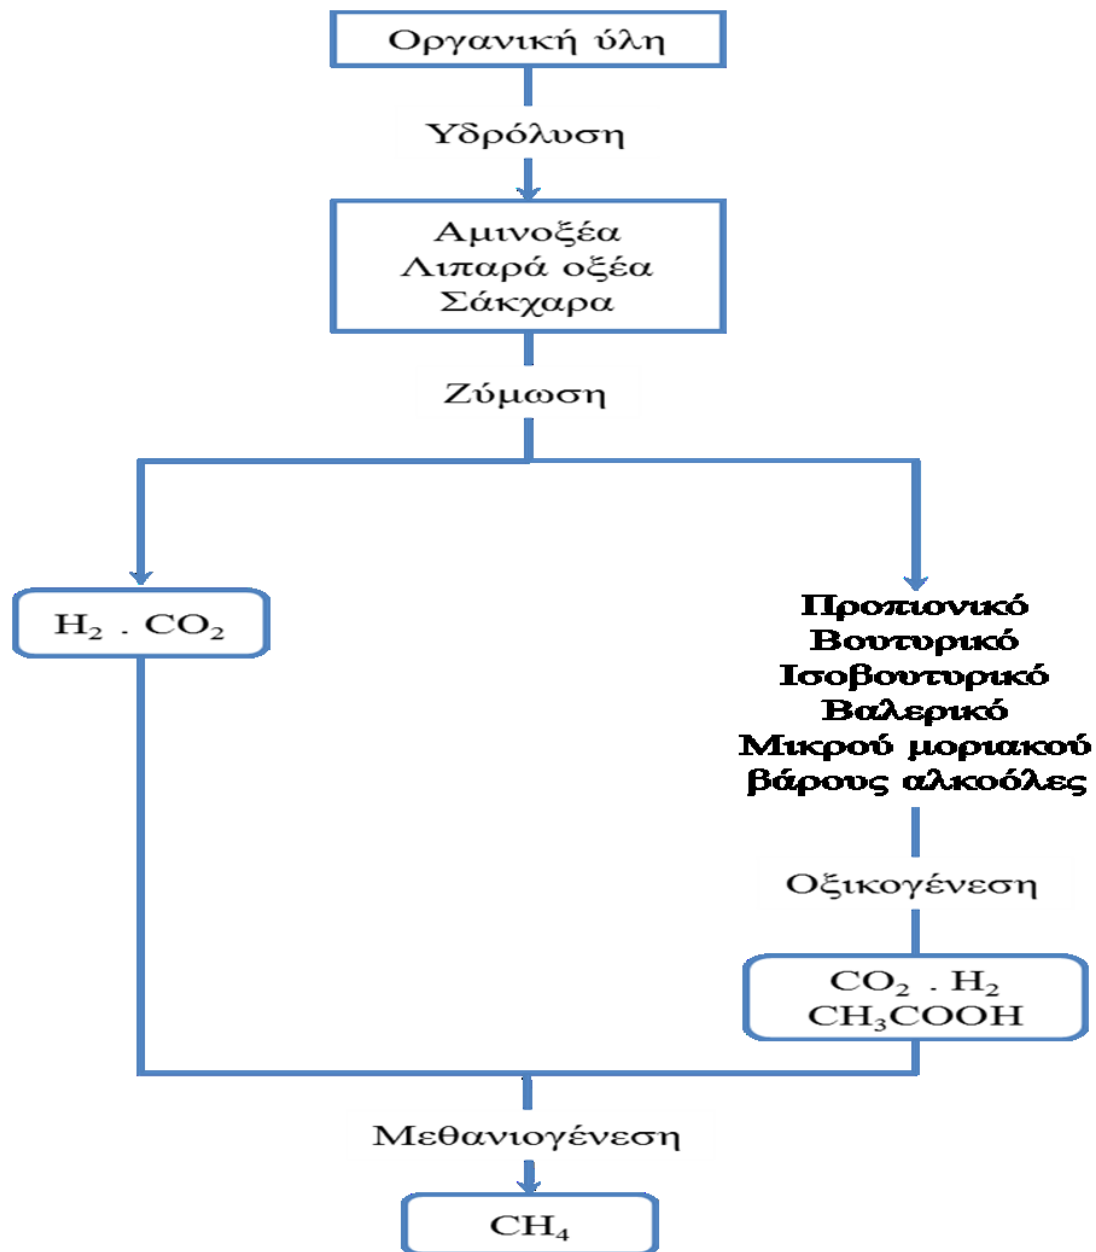 Οργανική ύλη
Υδρόλυση
Αμινοξέα
Λιπαρά οξέα
Σάκχαρα
Ζύμωση
H₂ . CO₂
Προπιονικό
Βουτυρικό
Ισοβουτυρικό
Βαλερικό
Μικρού μοριακού
βάρους αλκοόλες
Οξικογένεση
CO₂ . H₂
CH₃COOH
Μεθανιογένεση
CH₄